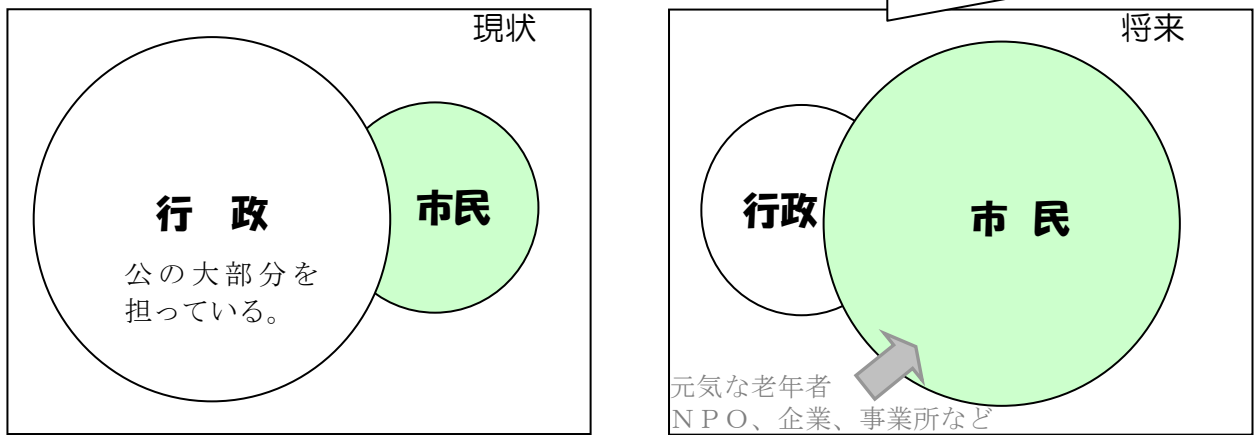 現状
行 政
公の大部分を
担っている。
市民
将来
行政
市 民
元気な老年者
NPO、企業、事業所など